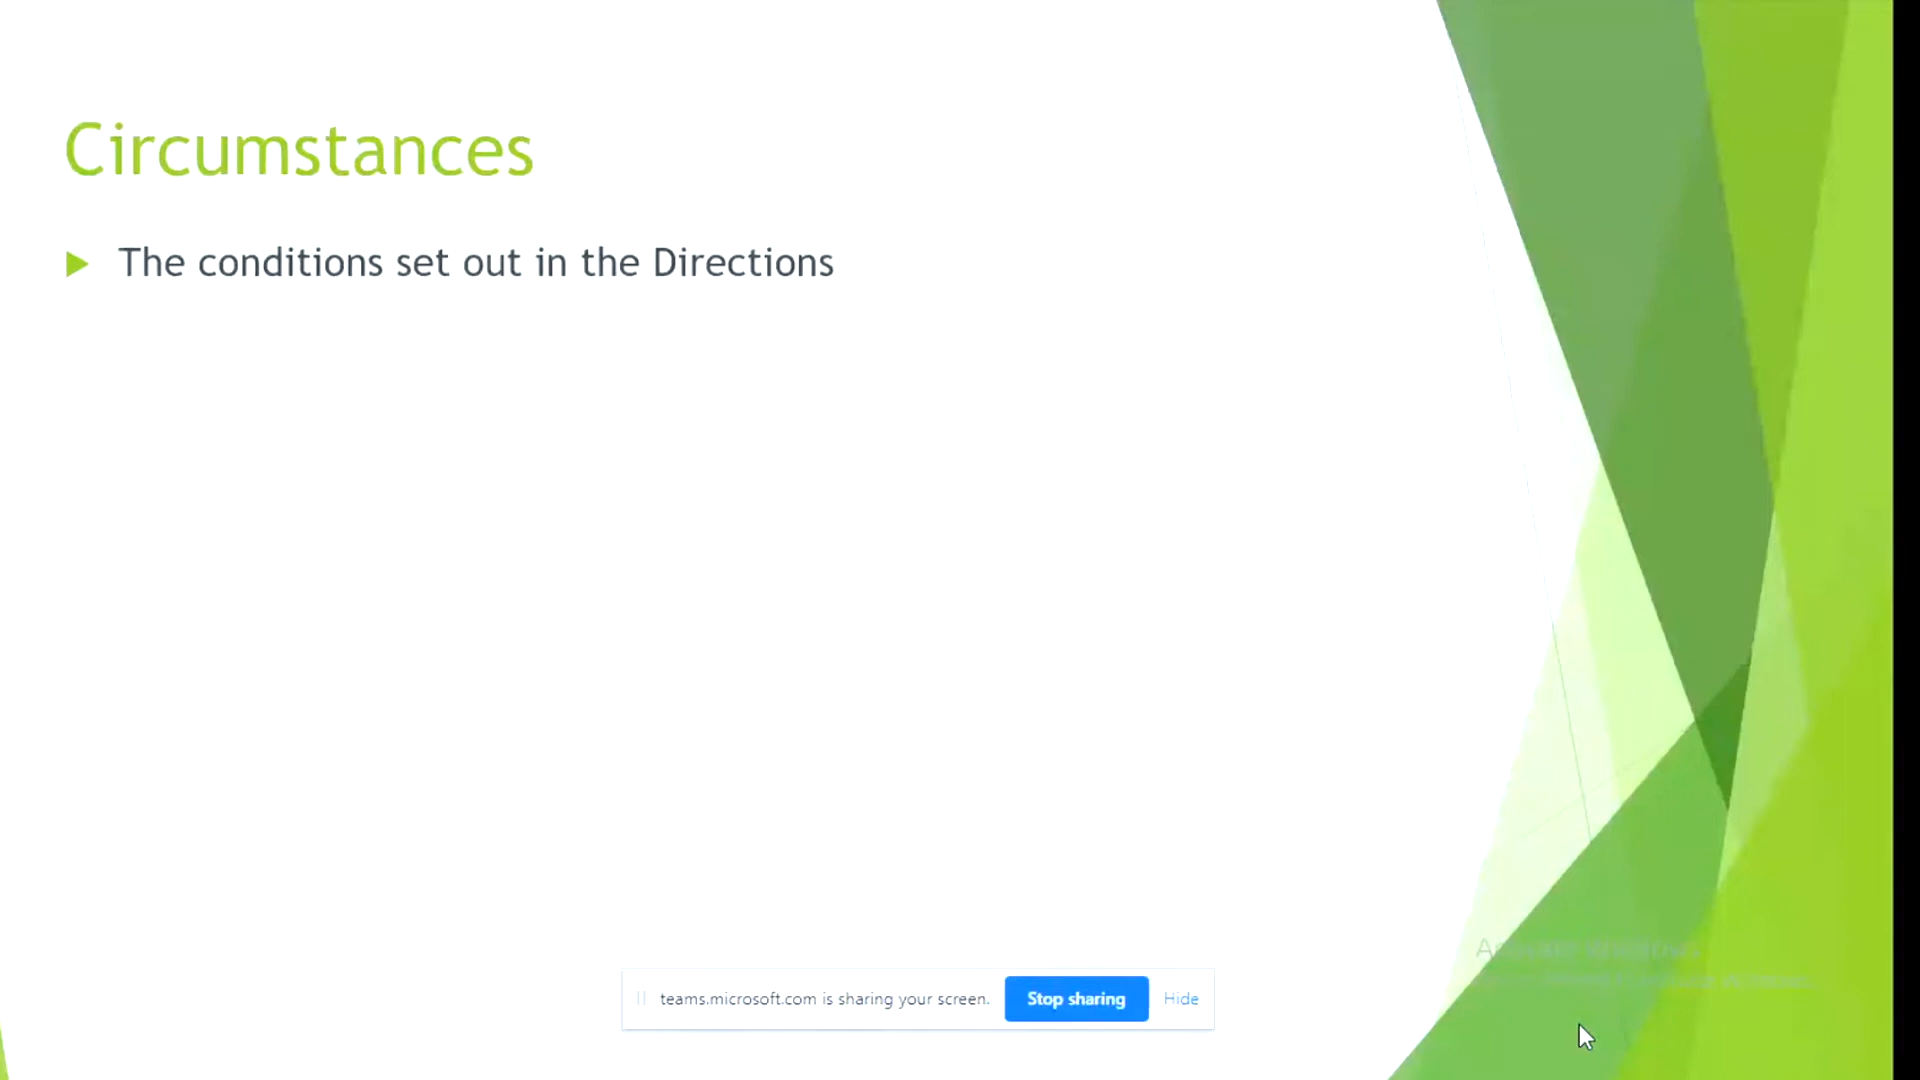 Circumstances
The conditions set out in the Directions
teams.microsoft.com is sharing your screen.
Stop sharing
Hide